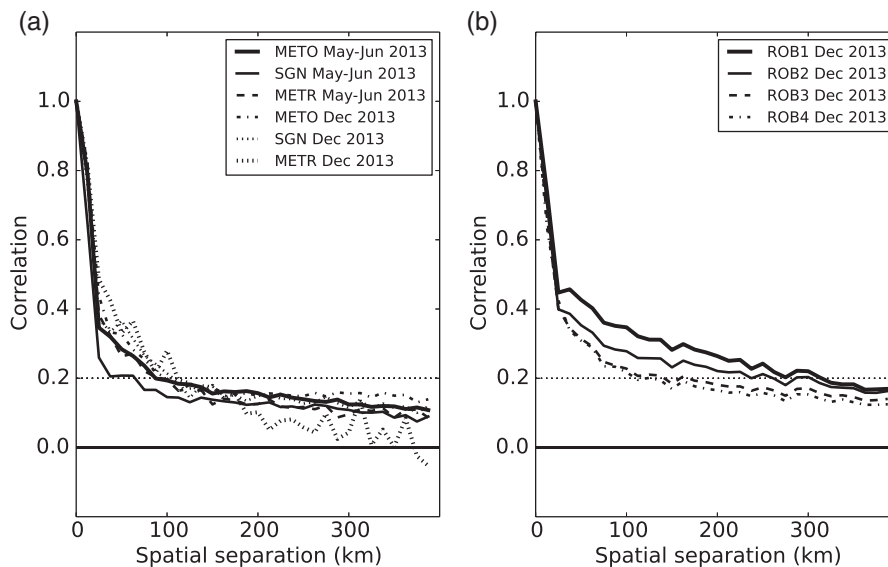 (a)
METO May-Jun 2013
SGN May-Jun 2013
METR May-Jun 2013
METO Dec 2013
SGN Dec 2013
METR Dec 2013
1.0
0.8
0.6
0.4
0.2
0.0
Correlation
0
100
200
300
Spatial separation (km)
(b)
ROB1 Dec 2013
ROB2 Dec 2013
ROB3 Dec 2013
ROB4 Dec 2013
1.0
0.8
0.6
0.4
0.2
0.0
Correlation
0
100
200
300
Spatial separation (km)